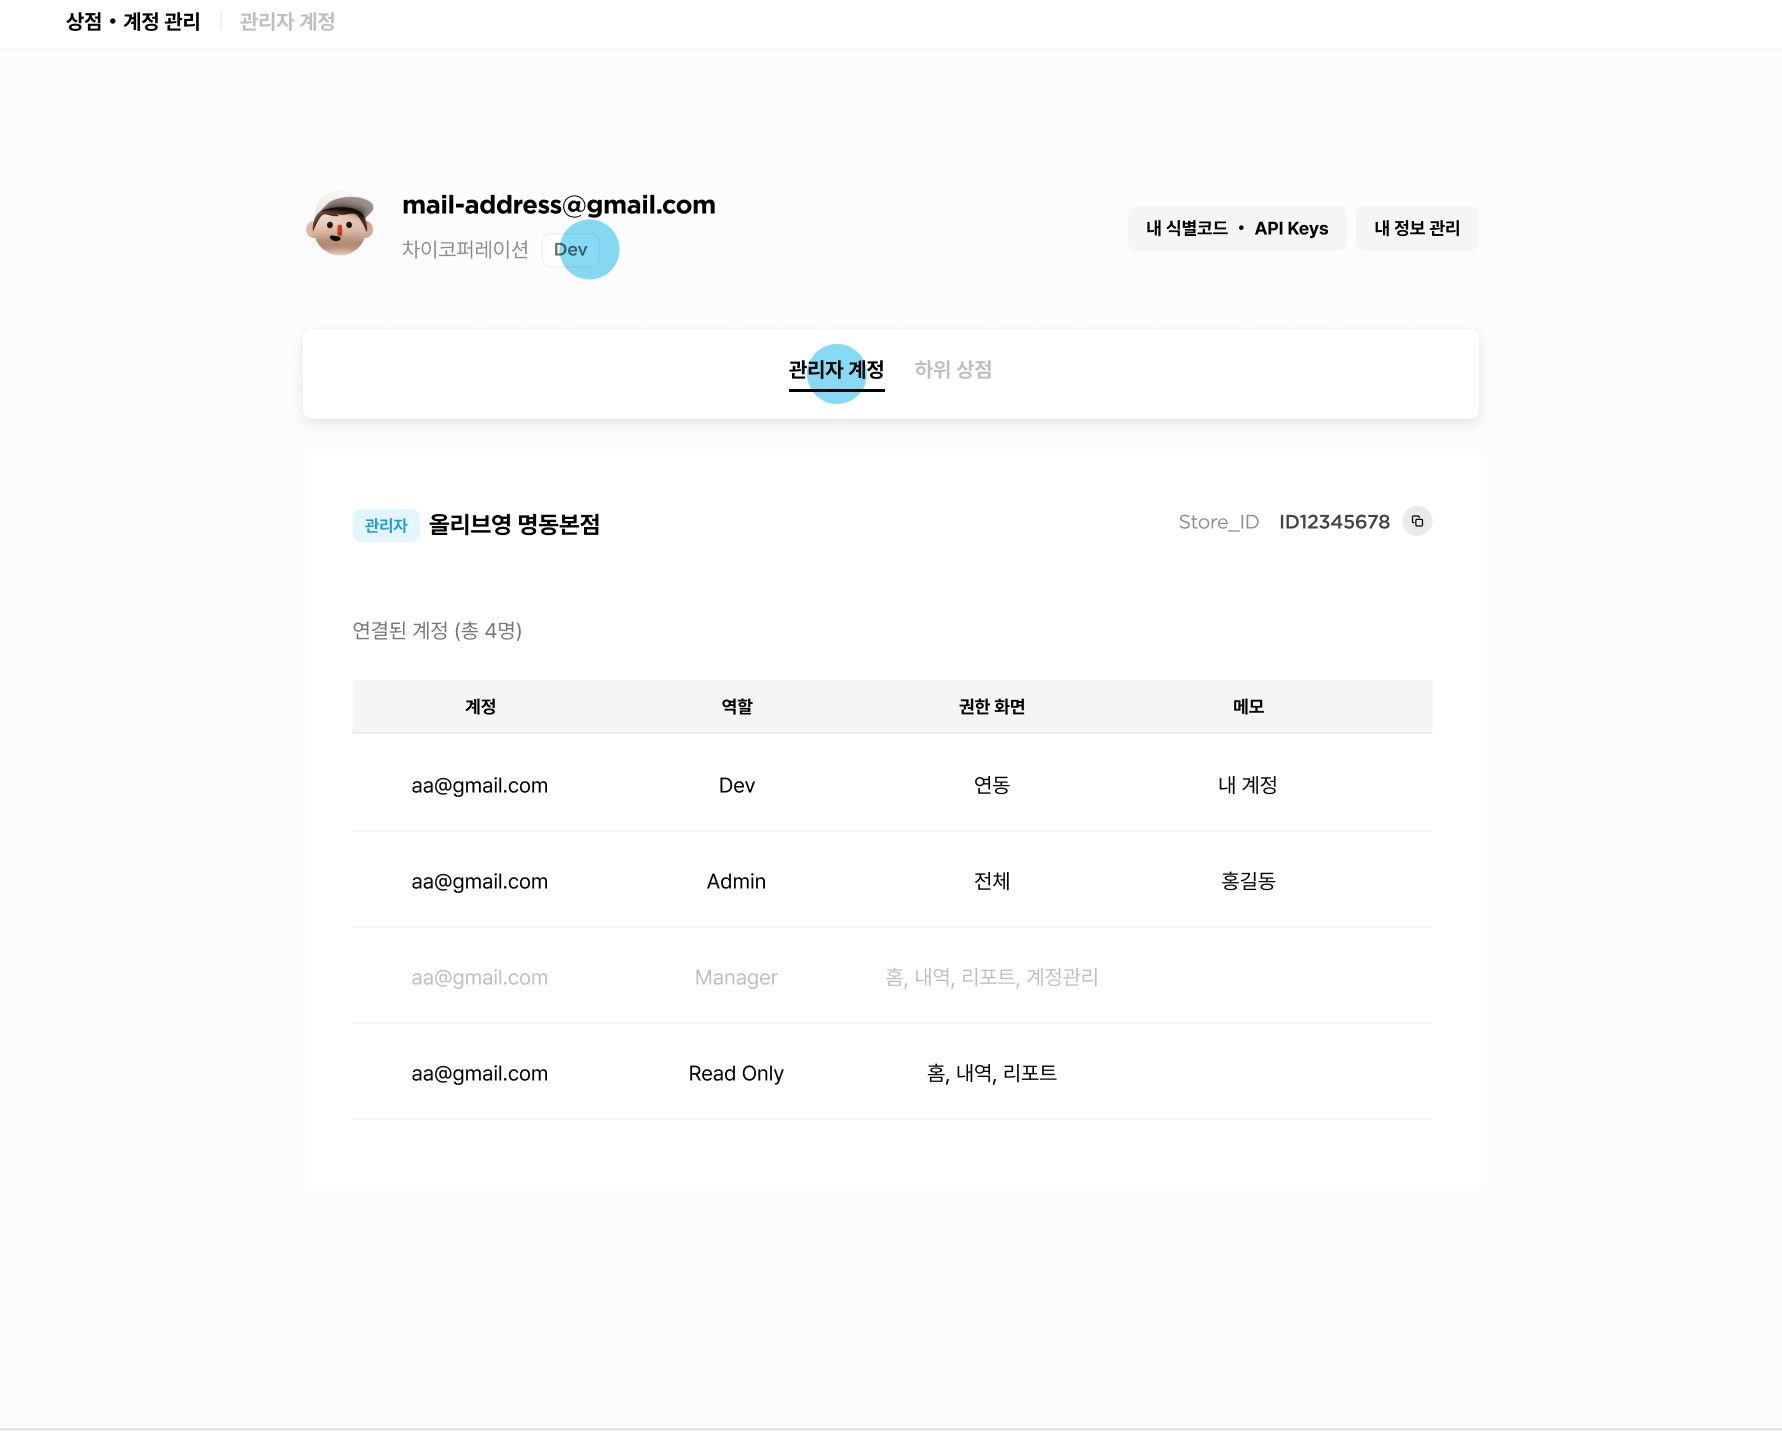 상점 • 계정 관리 관리자 계정
mail-address@gmail.com
차이코퍼레이션 Dev
내 식별코드 • API Keys 내 정보 관리
관리자 계정 하위 상점
관리자 올리브영 명동본점
Store_ID ID12345678
연결된 계정 (총 4명)
계정 역할 권한 화면 메모
aa@gmail.com Dev 연동 내 계정
aa@gmail.com Admin 전체 홍길동
aa@gmail.com Manager 홈, 내역, 리포트, 계정관리
aa@gmail.com Read Only 홈, 내역, 리포트